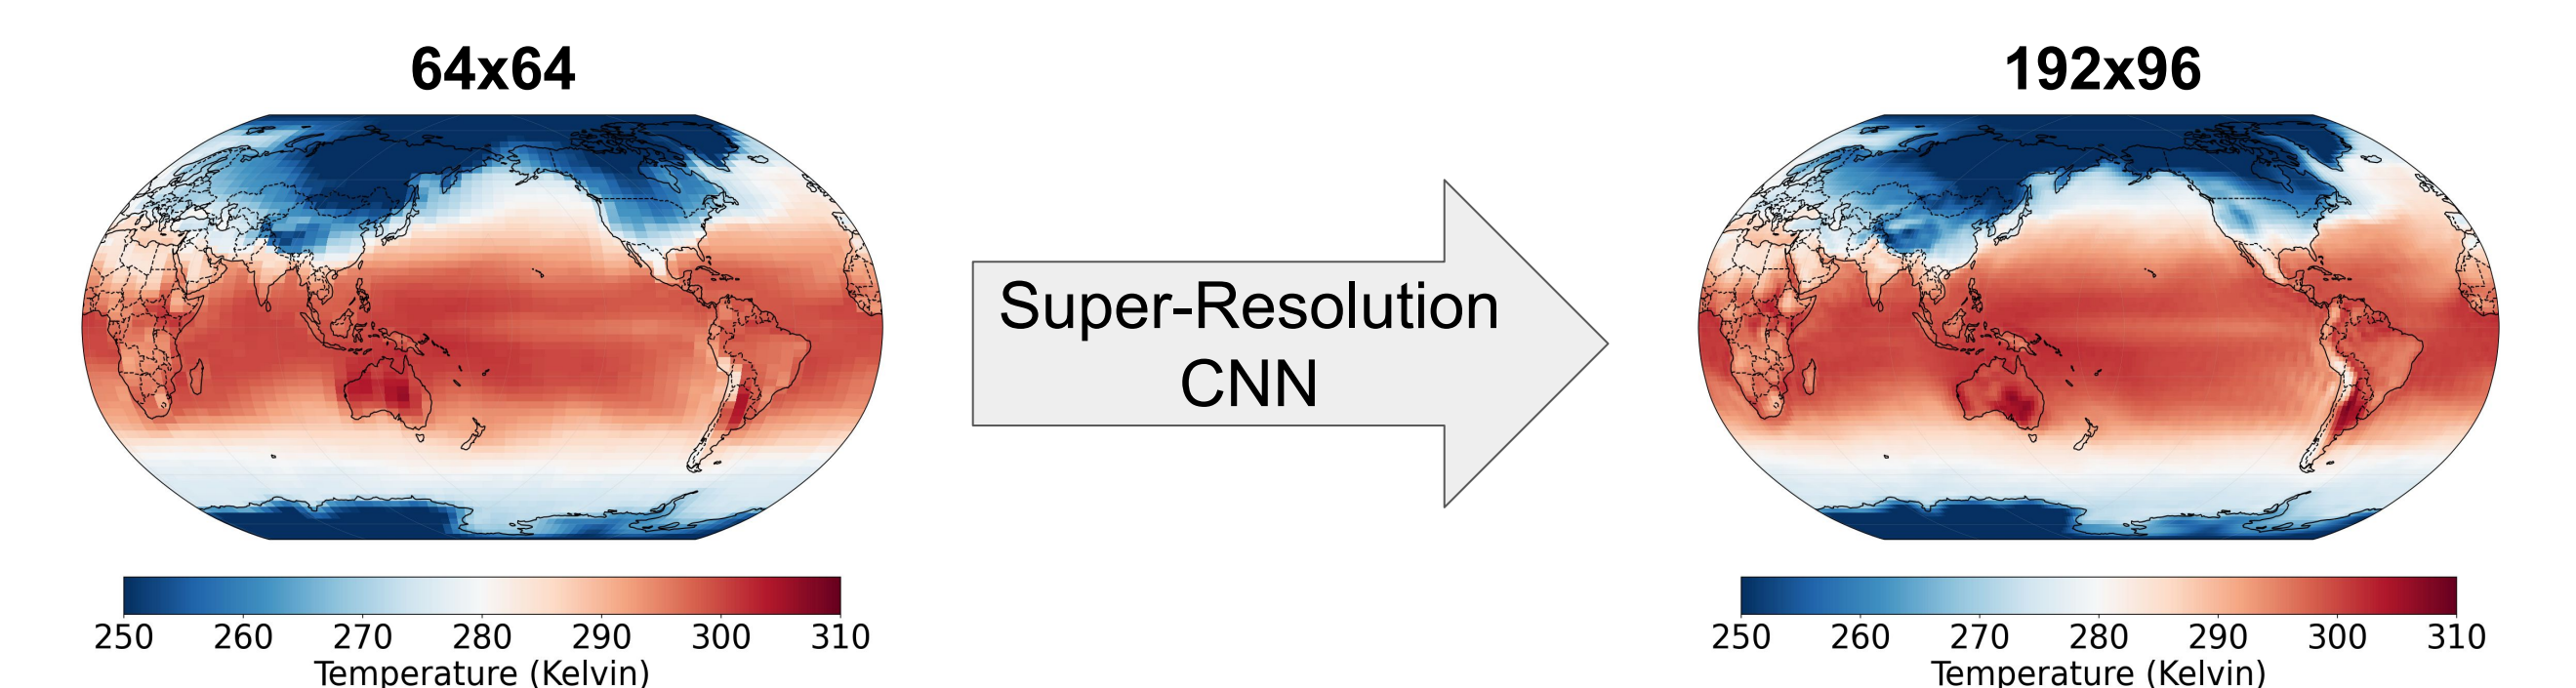 64x64
192x96
Super-Resolution
CNN
250 260 270 280 290 300 310
Temperature (Kelvin)
250 260 270 280 290 300 310
Temperature (Kelvin)